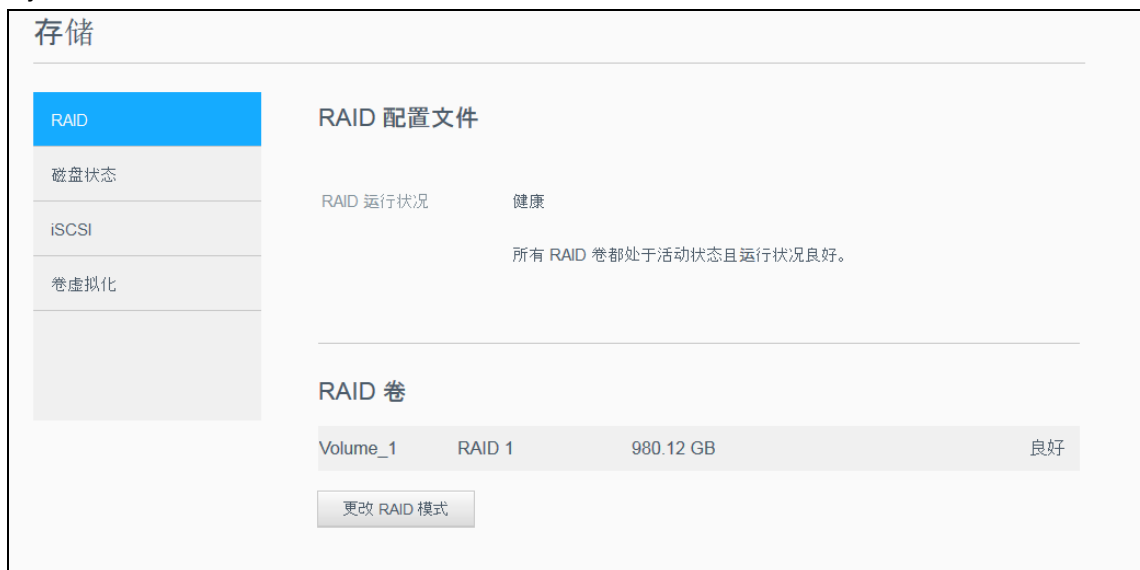 存储
RAID
磁盘状态
iSCSI
卷虚拟化
RAID 配置文件
RAID 运行状况 健康
所有 RAID 卷都处于活动状态且运行状况良好。
RAID 卷
Volume_1 RAID 1 980.12 GB 良好
更改 RAID 模式